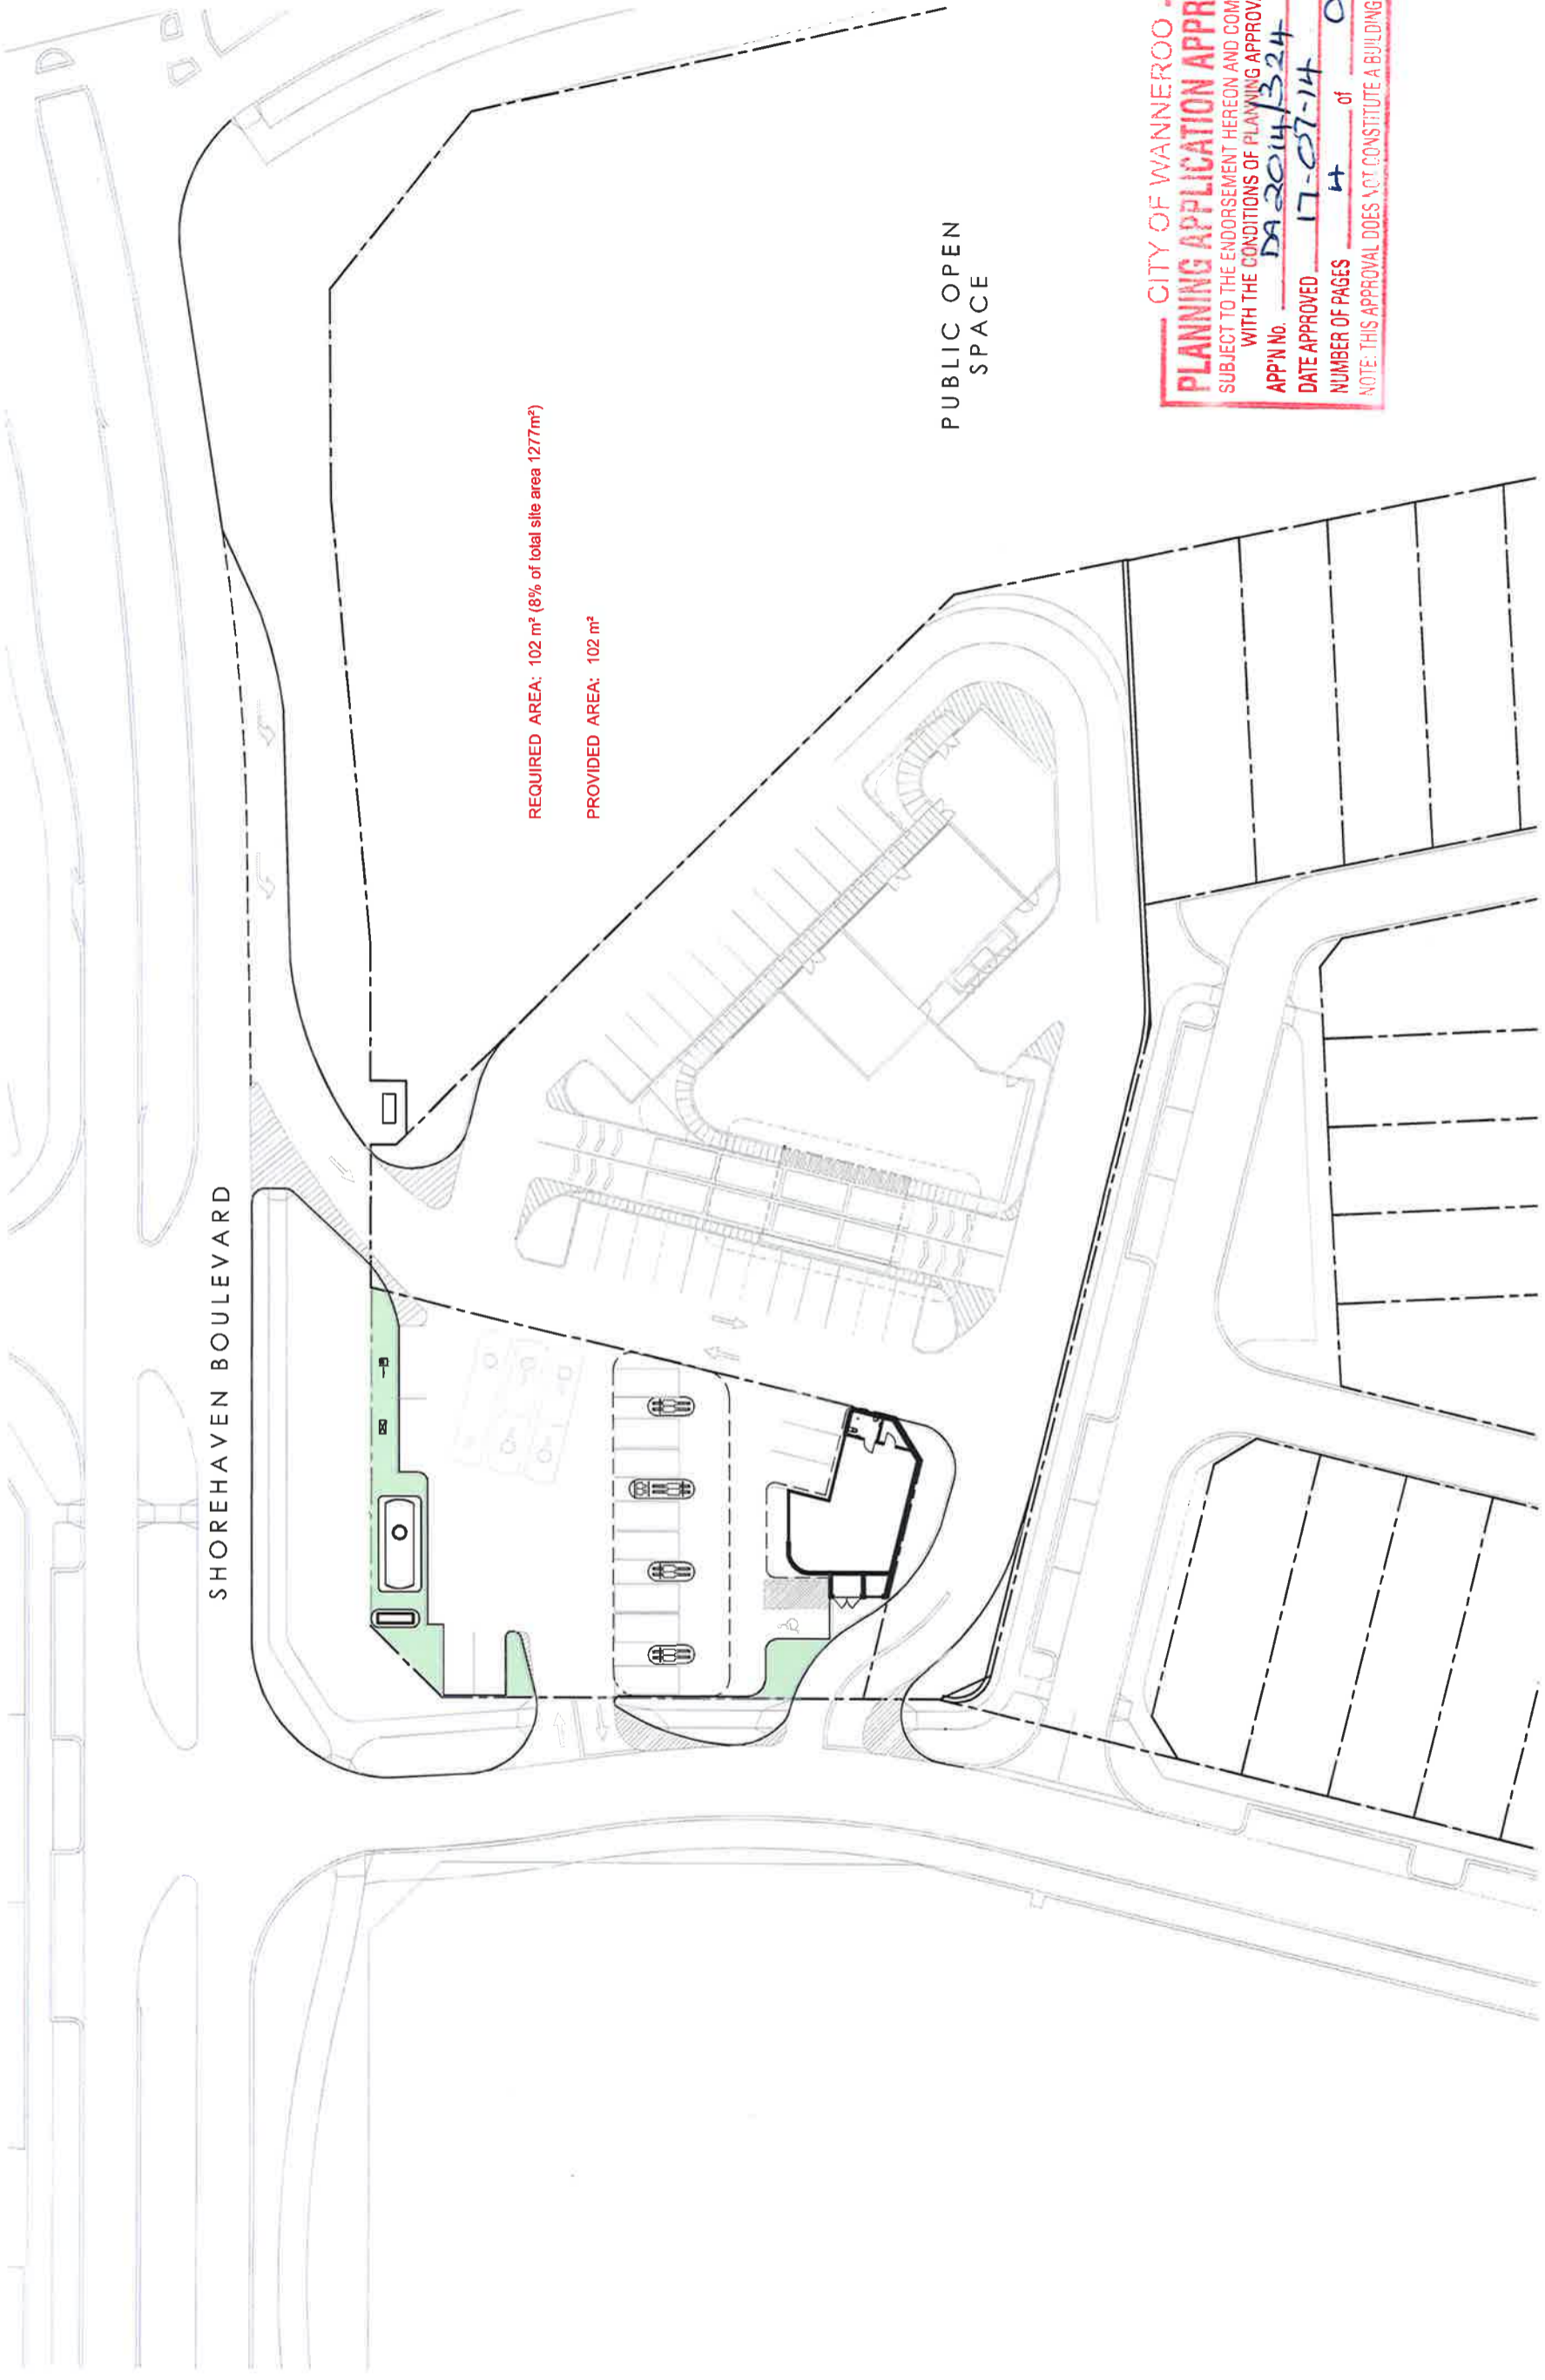 SHOREHAVEN BOULEVARD
REQUIRED AREA: 102 m² (8% of total site area 1277m²)
PROVIDED AREA: 102 m²
PUBLIC OPEN
SPACE
CITY OF WANNEROO -
PLANNING APPLICATION APPR
SUBJECT TO THE ENDORSEMENT HEREON AND COM
WITH THE CONDITIONS OF PLANNING APPROV
APP'N No. DA 2014/324
DATE APPROVED 17-07-14
NUMBER OF PAGES 4 of
NOTE: THIS APPROVAL DOES NOT CONSTITUTE A BUILDING